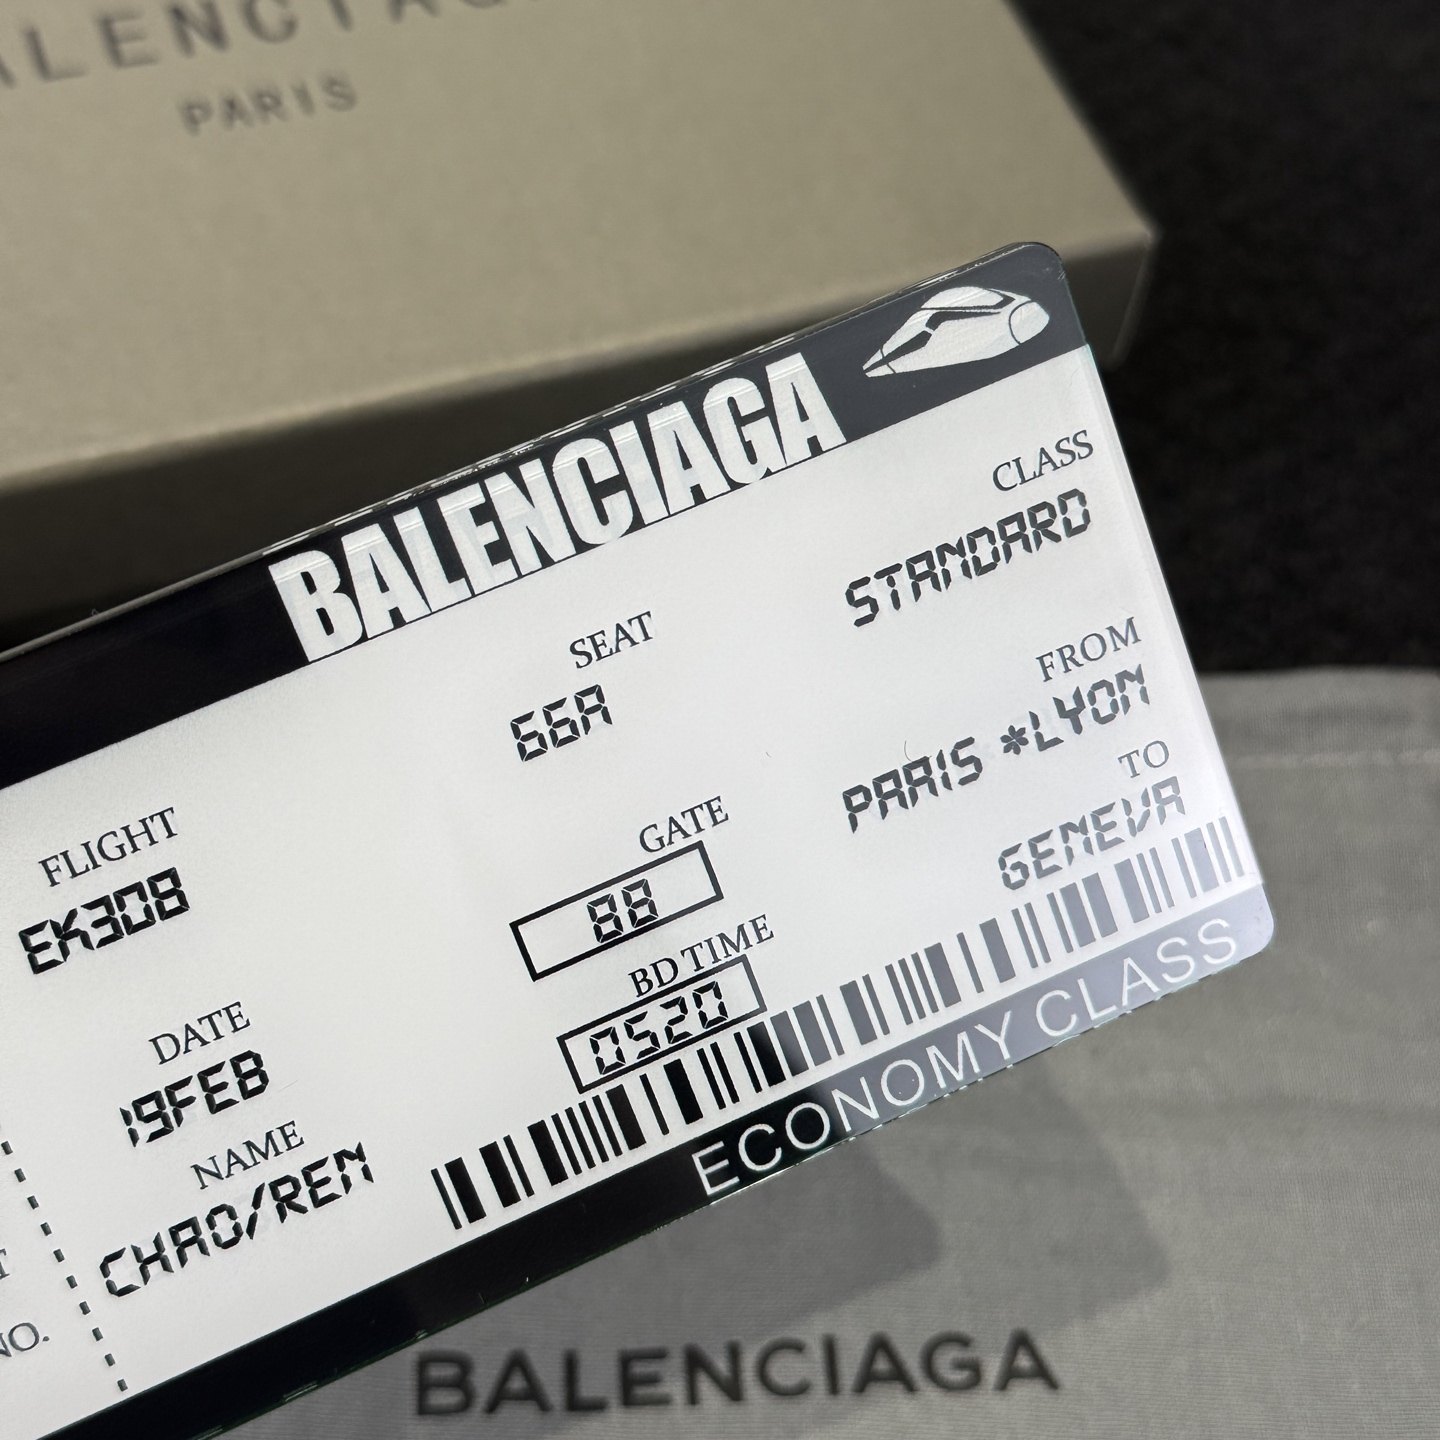 BALENCIAGA
PARIS
BALENCIAGA
CLASS
STANDARD
SEAT
66A
FROM
PARIS *LYON
TO
GENEVA
FLIGHT
EK308
GATE
88
BD TIME
0520
DATE
19FEB
NAME
CHAO/REN
NO.
ECONOMY CLASS
BALENCIAGA